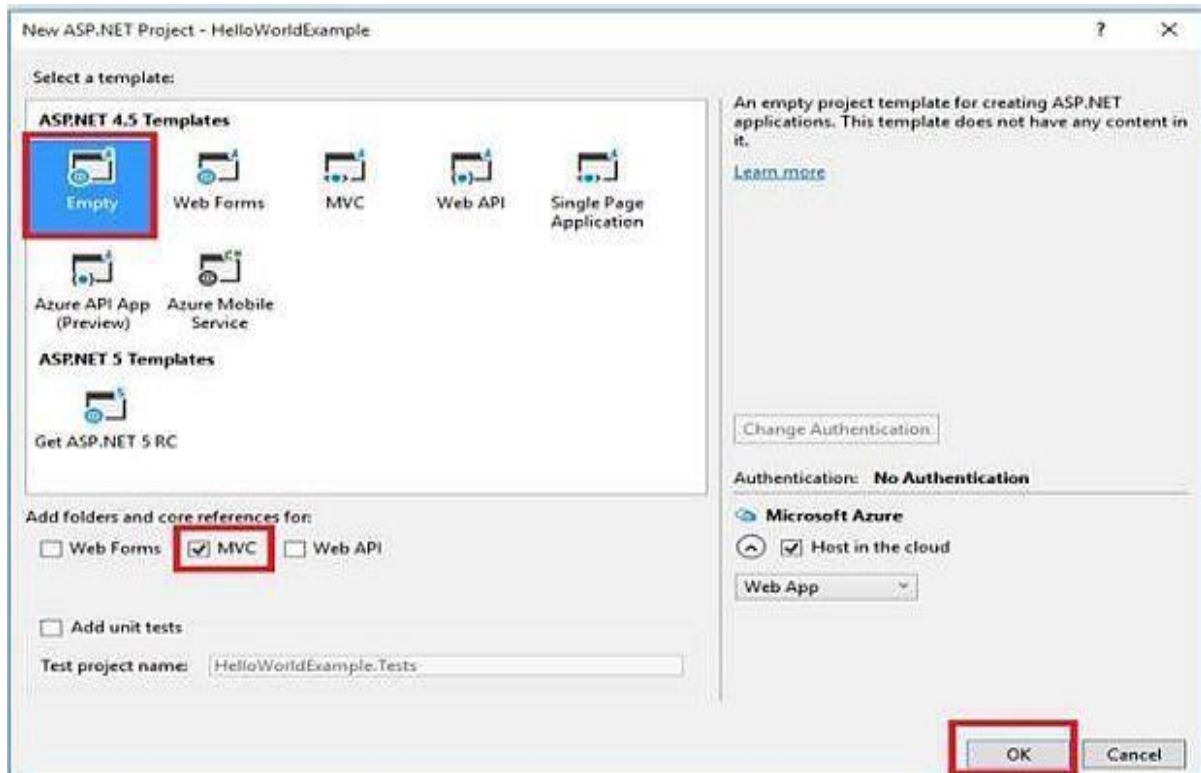 New ASP.NET Project - HelloWorldExample
?
Select a template:
ASP.NET 4.5 Templates
Empty
Web Forms
MVC
Web API
Single Page
Application
Azure API App
(Preview)
Azure Mobile
Service
ASP.NET 5 Templates
Get ASP.NET 5 RC
An empty project template for creating ASP.NET
applications. This template does not have any content in
it.
Learn more
Change Authentication
Authentication: No Authentication
Microsoft Azure
Host in the cloud
Web App
Add folders and core references for:
Web Forms
MVC
Web API
Add unit tests
Test project name: HelloWorldExample.Tests
OK
Cancel